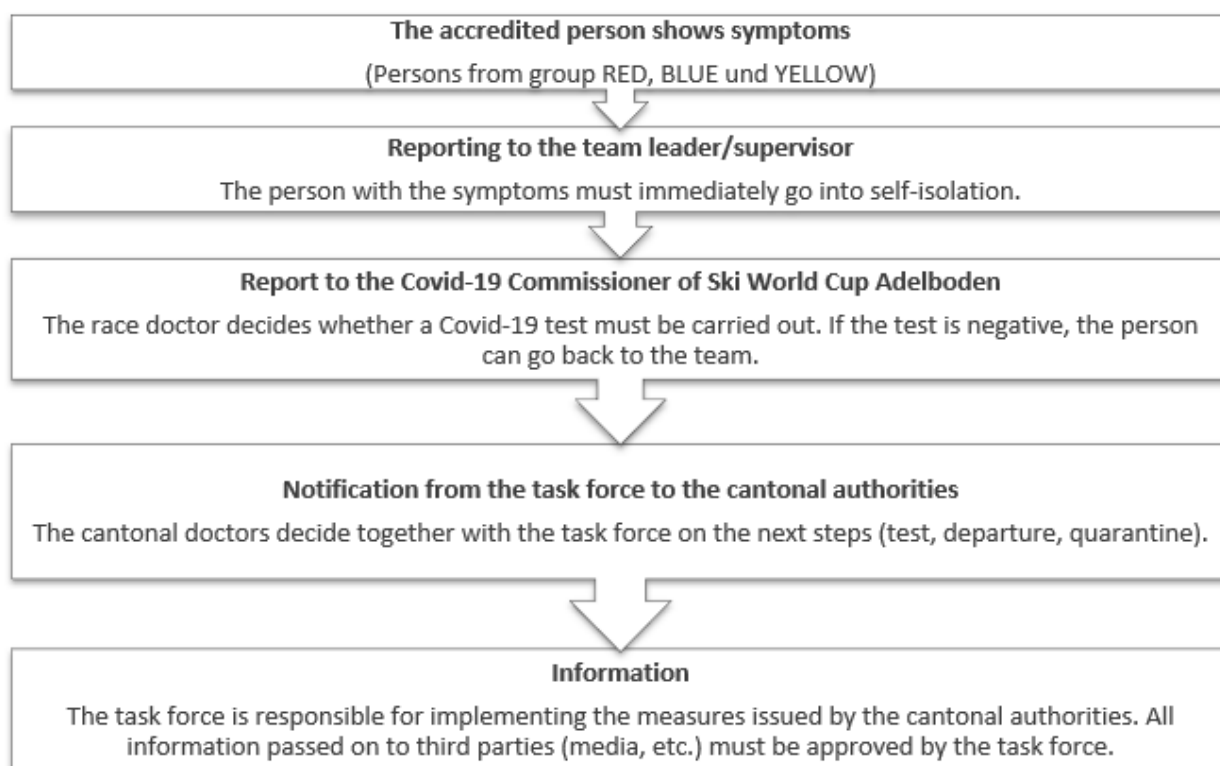 The accredited person shows symptoms
(Persons from group RED, BLUE und YELLOW)
Reporting to the team leader/supervisor
The person with the symptoms must immediately go into self-isolation.
Report to the Covid-19 Commissioner of Ski World Cup Adelboden
The race doctor decides whether a Covid-19 test must be carried out. If the test is negative, the person
can go back to the team.
Notification from the task force to the cantonal authorities
The cantonal doctors decide together with the task force on the next steps (test, departure, quarantine).
Information
The task force is responsible for implementing the measures issued by the cantonal authorities. All
information passed on to third parties (media, etc.) must be approved by the task force.